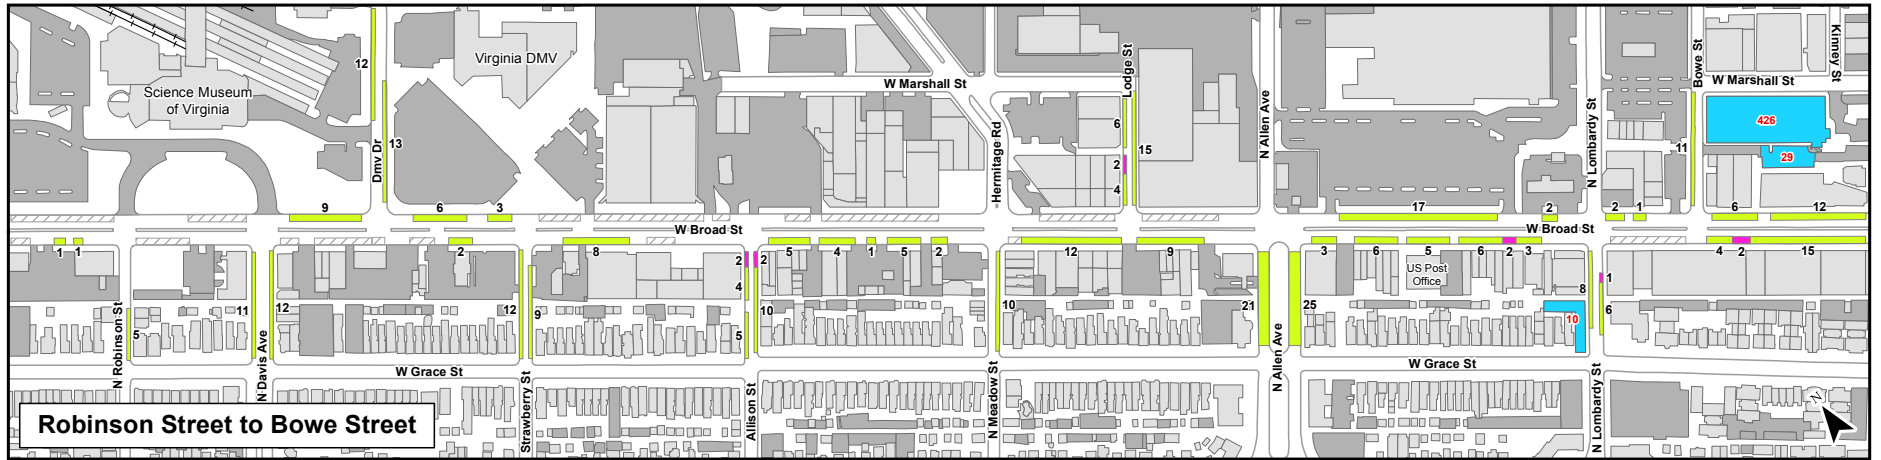 Kinney St
Bowe St
Lodge St
12
Virginia DMV
W Marshall St
W Marshall St
Science Museum
of Virginia
N Allen Ave
N Lombardy St
Hermitage Rd
426
6
13
Dmv Dr
15
11
29
2
4
9
6
3
17
2
2
1
6
12
W Broad St
W Broad St
1
1
2
8
2
2
5
4
1
5
2
12
9
3
6
5
6
2
3
4
2
15
US Post
Office
1
4
8
5
11
12
12
9
10
10
21
25
10
6
5
N Robinson St
N Davis Ave
W Grace St
W Grace St
Strawberry St
Allison St
N Meadow St
N Allen Ave
N Lombardy St
N
Robinson Street to Bowe Street